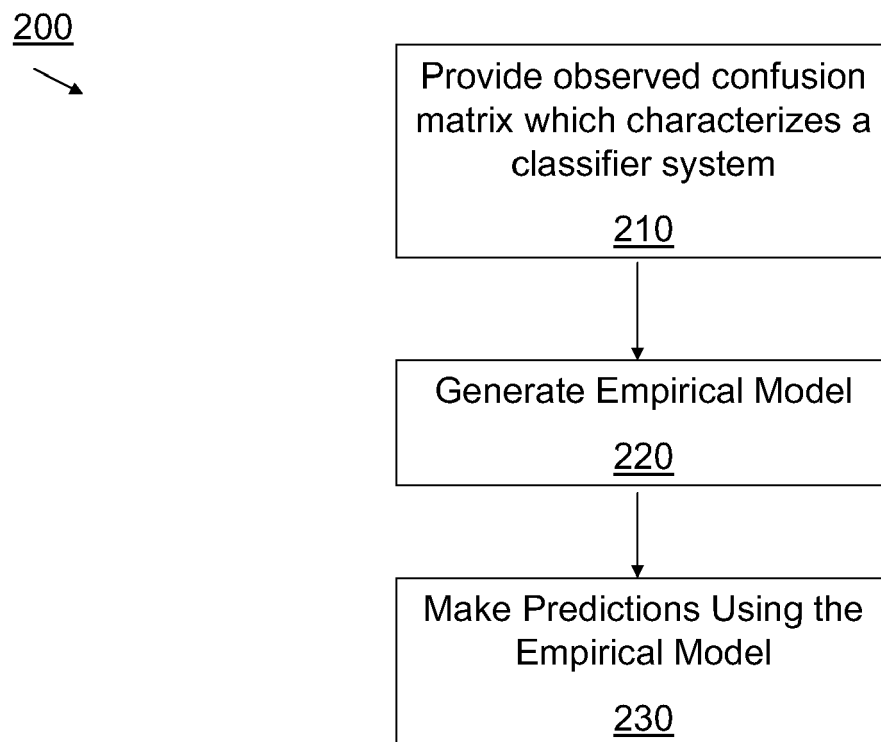 200
Provide observed confusion
matrix which characterizes a
classifier system
210
Generate Empirical Model
220
Make Predictions Using the
Empirical Model
230